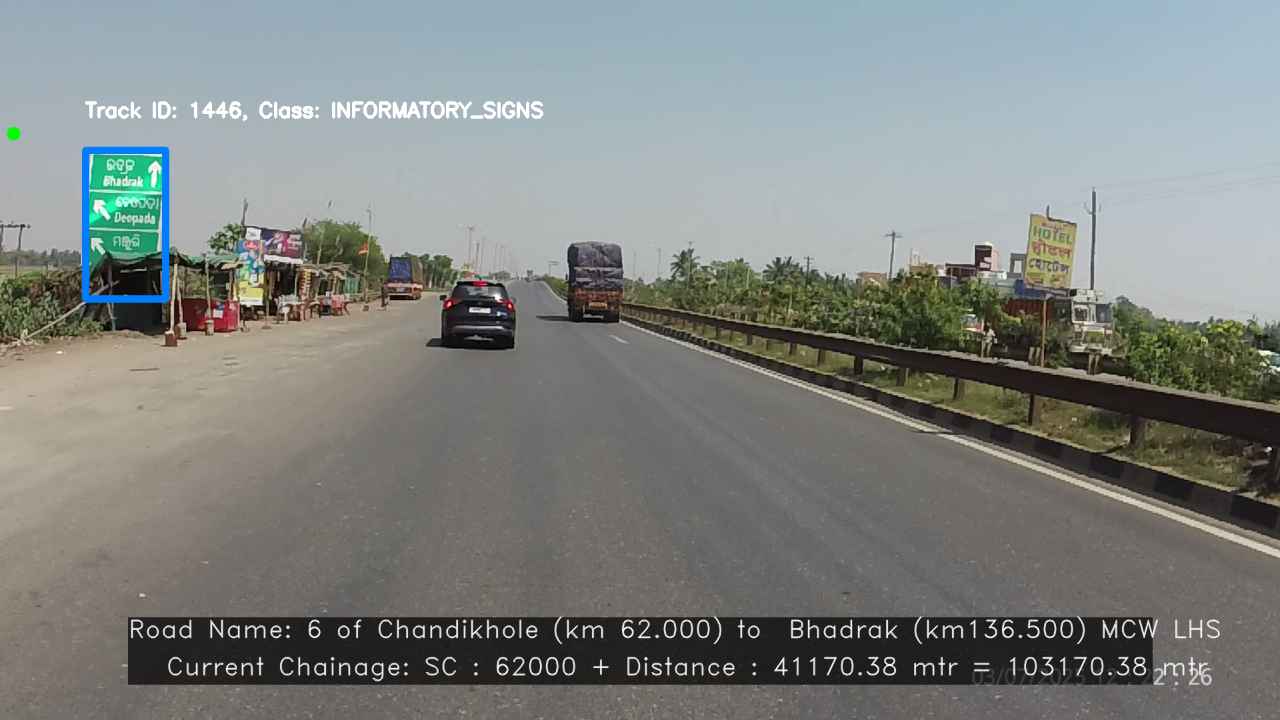 Track ID: 1446, Class: INFORMATORY_SIGNS
ଭଦ୍ରକ
Bhadrak
Deopada
ମଞ୍ଜୁରି
HOTEL
Road Name: 6 of Chandikhole (km 62.000) to Bhadrak (km136.500) MCW LHS
Current Chainage: SC : 62000 + Distance : 41170.38 mtr = 103170.38 mtr